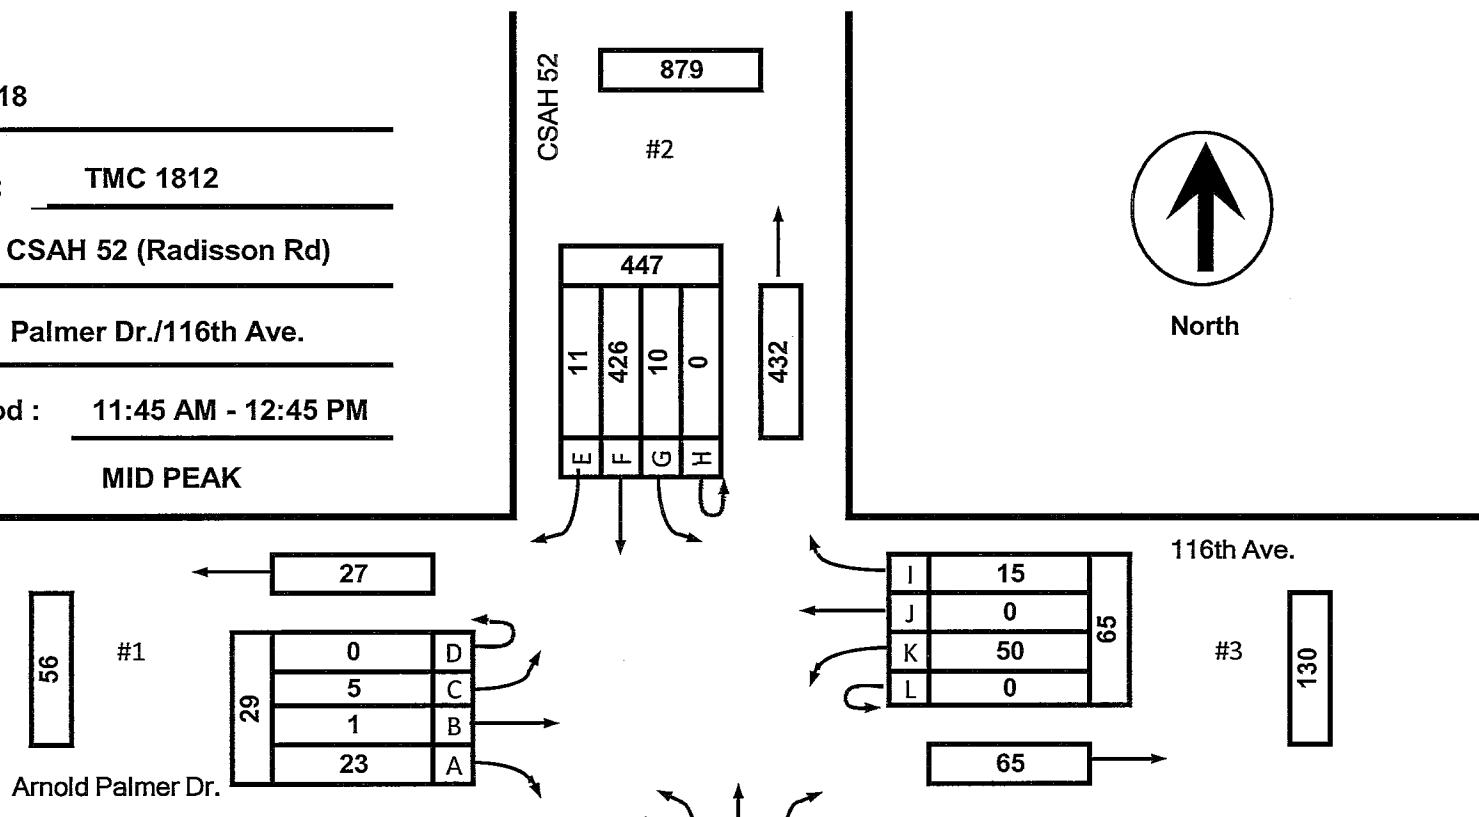 18
:
TMC 1812
CSAH 52 (Radisson Rd)
Palmer Dr./116th Ave.
od :
11:45 AM - 12:45 PM
MID PEAK
CSAH 52
879
#2
447
11
426
10
0
E
F
G
H
432
North
27
56
#1
29
0
D
5
C
1
B
23
A
Arnold Palmer Dr.
116th Ave.
I
15
J
0
K
50
L
0
65
#3
130
65